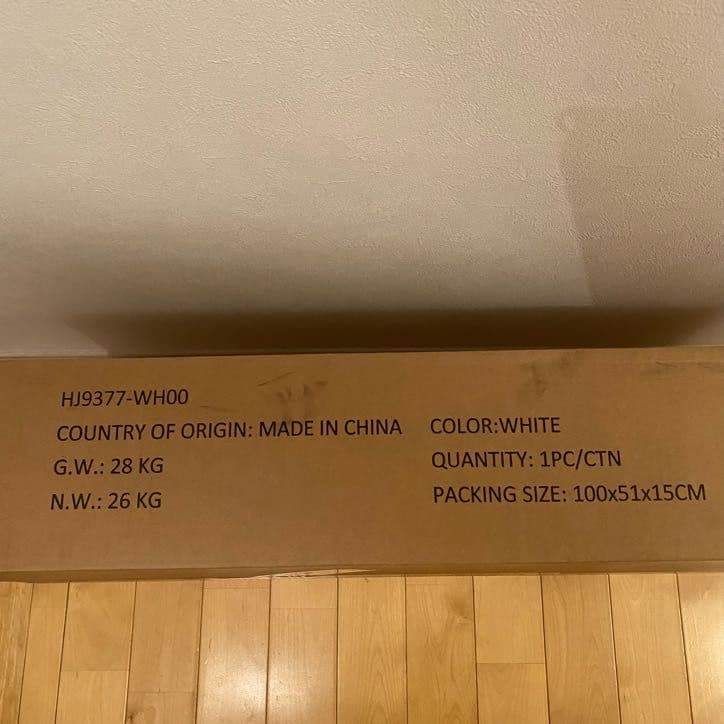 HJ9377-WH00
COUNTRY OF ORIGIN: MADE IN CHINA
G.W.: 28 KG
N.W.: 26 KG
COLOR:WHITE
QUANTITY: 1PC/CTN
PACKING SIZE: 100x51x15CM